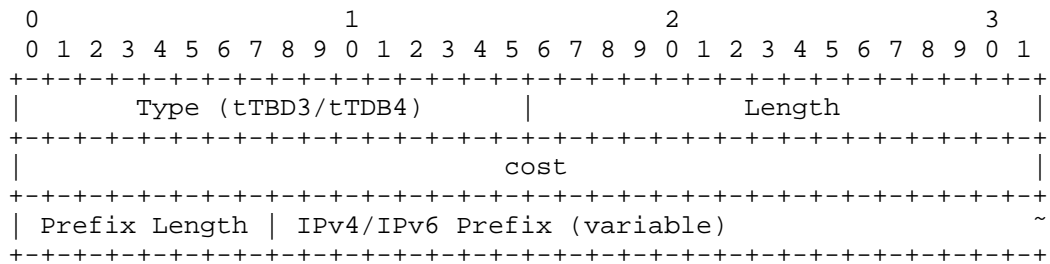 0                   1                   2                   3
 0 1 2 3 4 5 6 7 8 9 0 1 2 3 4 5 6 7 8 9 0 1 2 3 4 5 6 7 8 9 0 1
+-+-+-+-+-+-+-+-+-+-+-+-+-+-+-+-+-+-+-+-+-+-+-+-+-+-+-+-+-+-+-+-+
|       Type (tTBD3/tTDB4)      |             Length            |
+-+-+-+-+-+-+-+-+-+-+-+-+-+-+-+-+-+-+-+-+-+-+-+-+-+-+-+-+-+-+-+-+
|                              cost                             |
+-+-+-+-+-+-+-+-+-+-+-+-+-+-+-+-+-+-+-+-+-+-+-+-+-+-+-+-+-+-+-+-+
| Prefix Length | IPv4/IPv6 Prefix (variable)                   ~
+-+-+-+-+-+-+-+-+-+-+-+-+-+-+-+-+-+-+-+-+-+-+-+-+-+-+-+-+-+-+-+-+